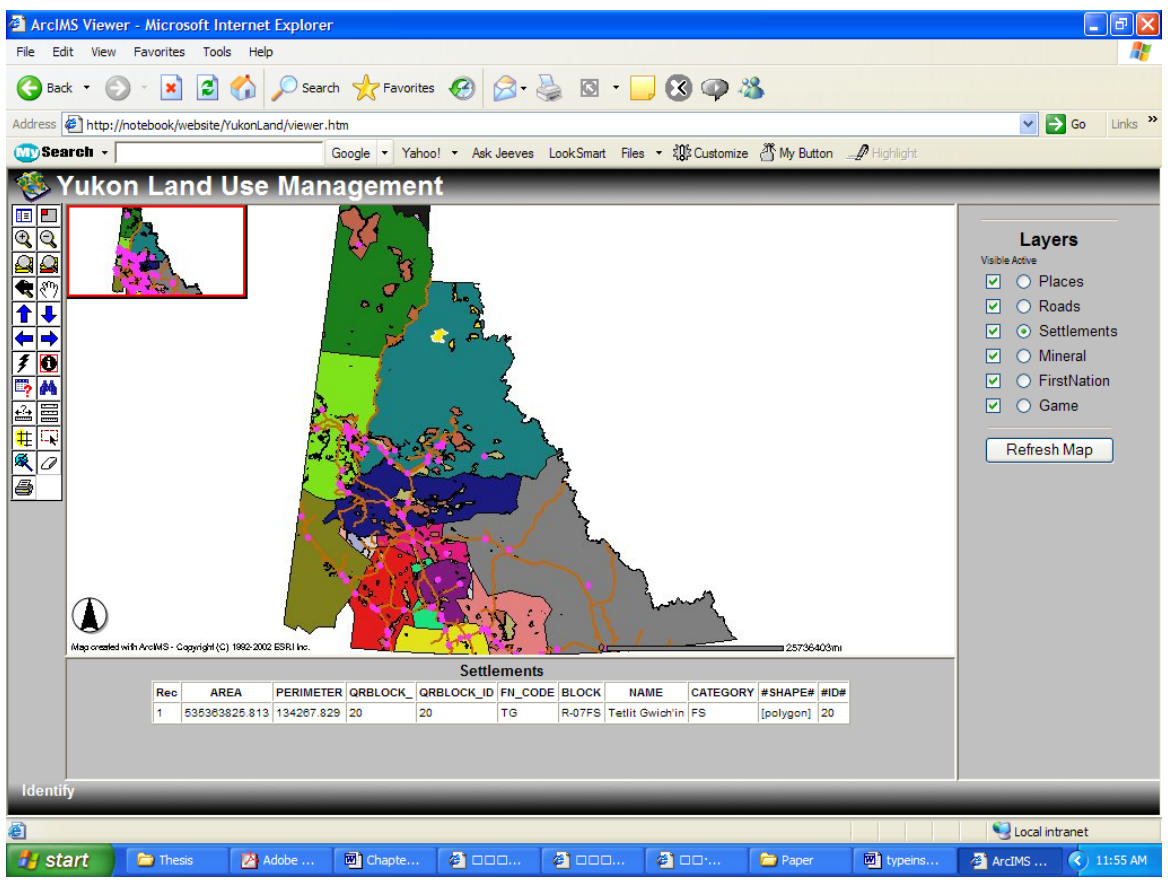 ArcIMS Viewer - Microsoft Internet Explorer
File Edit View Favorites Tools Help
Back Search Favorites
Address http://notebook/website/YukonLand/viewer.htm Go Links »
My Search Google Yahoo! Ask Jeeves LookSmart Files Customize My Button Highlight
Yukon Land Use Management
Layers
Visible Active
Places
Roads
Settlements
Mineral
FirstNation
Game
Refresh Map
Map created with ArcIMS - Copyright (C) 1992-2002 ESRI Inc.
0 25736403mi
Settlements
Rec AREA PERIMETER QRBLOCK_ QRBLOCK_ID FN_CODE BLOCK NAME CATEGORY #SHAPE# #ID#
1 535363825.813 134267.829 20 20 TG R-07FS Tetlit Gwich'in FS [polygon] 20
Identify
Local intranet
start Thesis Adobe ... Chapte... □□□... □□□... □□·... Paper typeins... ArcIMS ... 11:55 AM